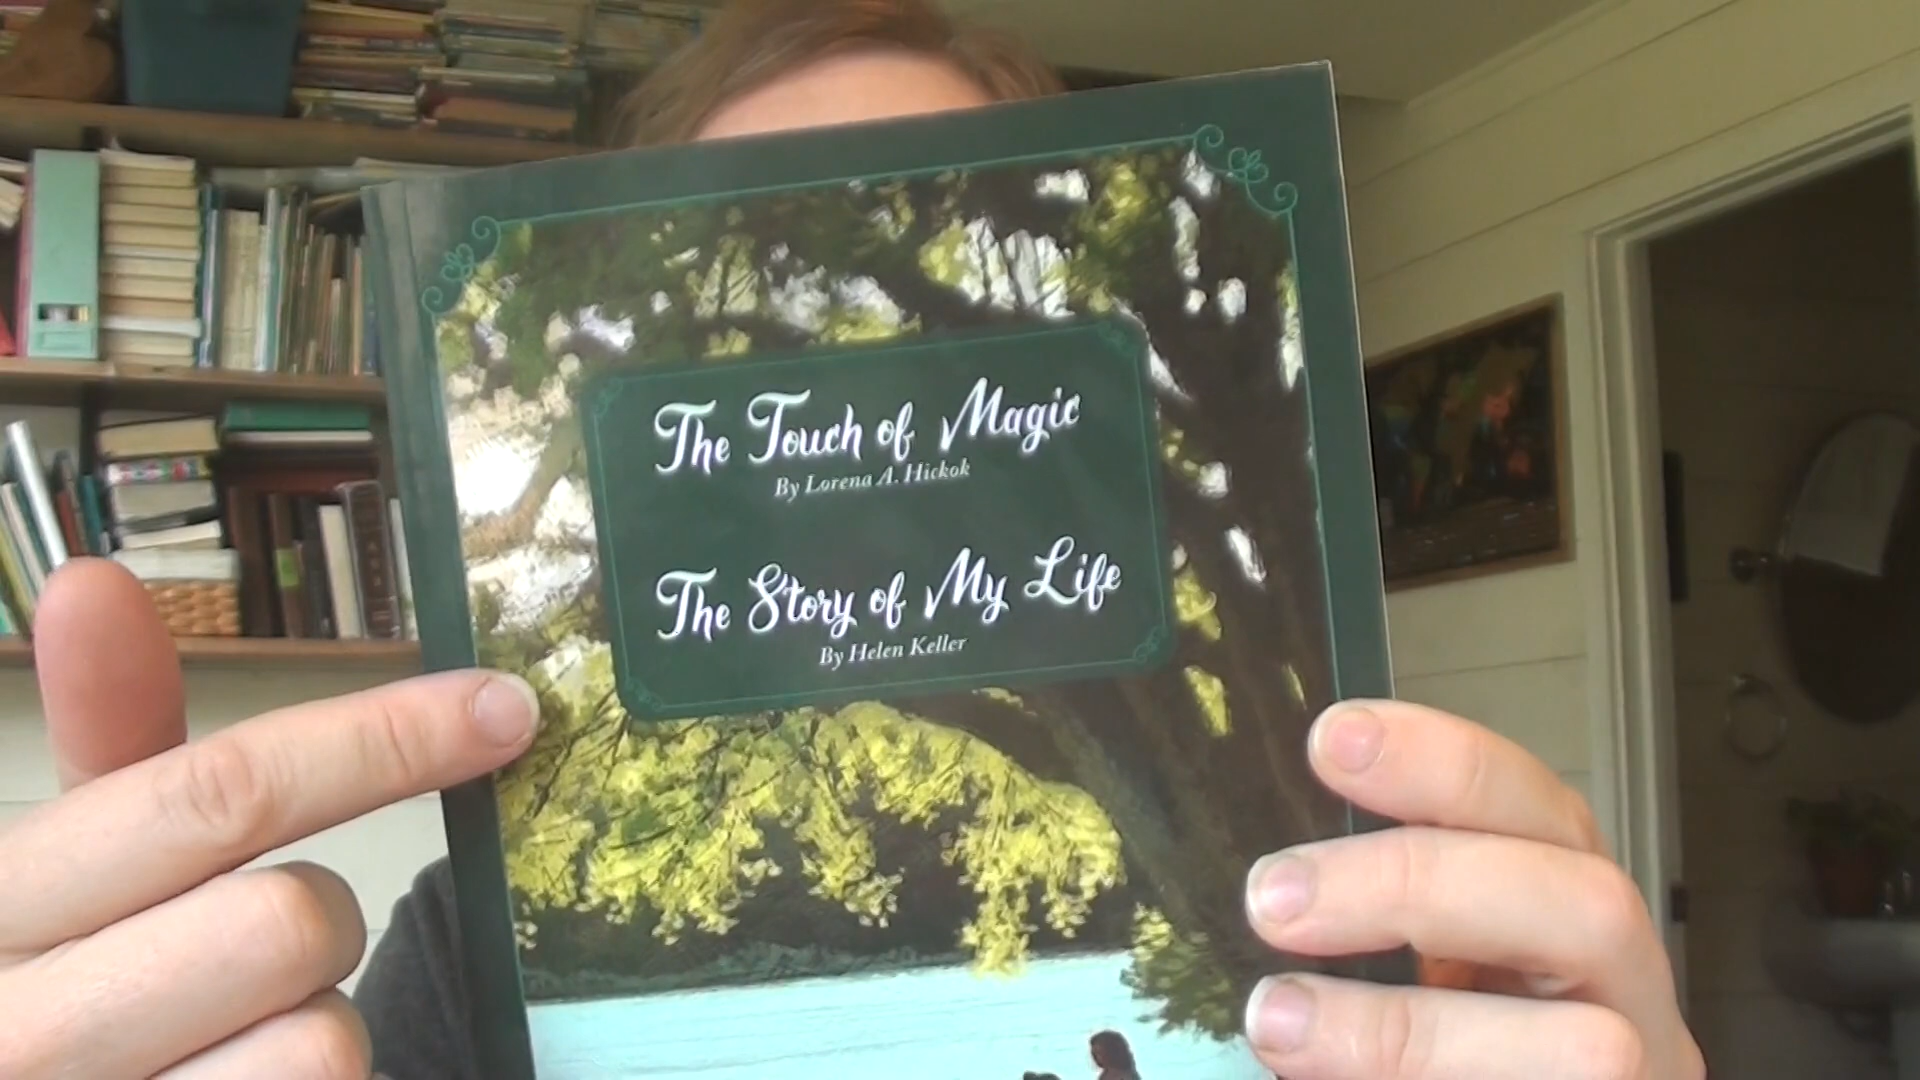 The Touch of Magic
By Lorena A. Hickok
The Story of My Life
By Helen Keller